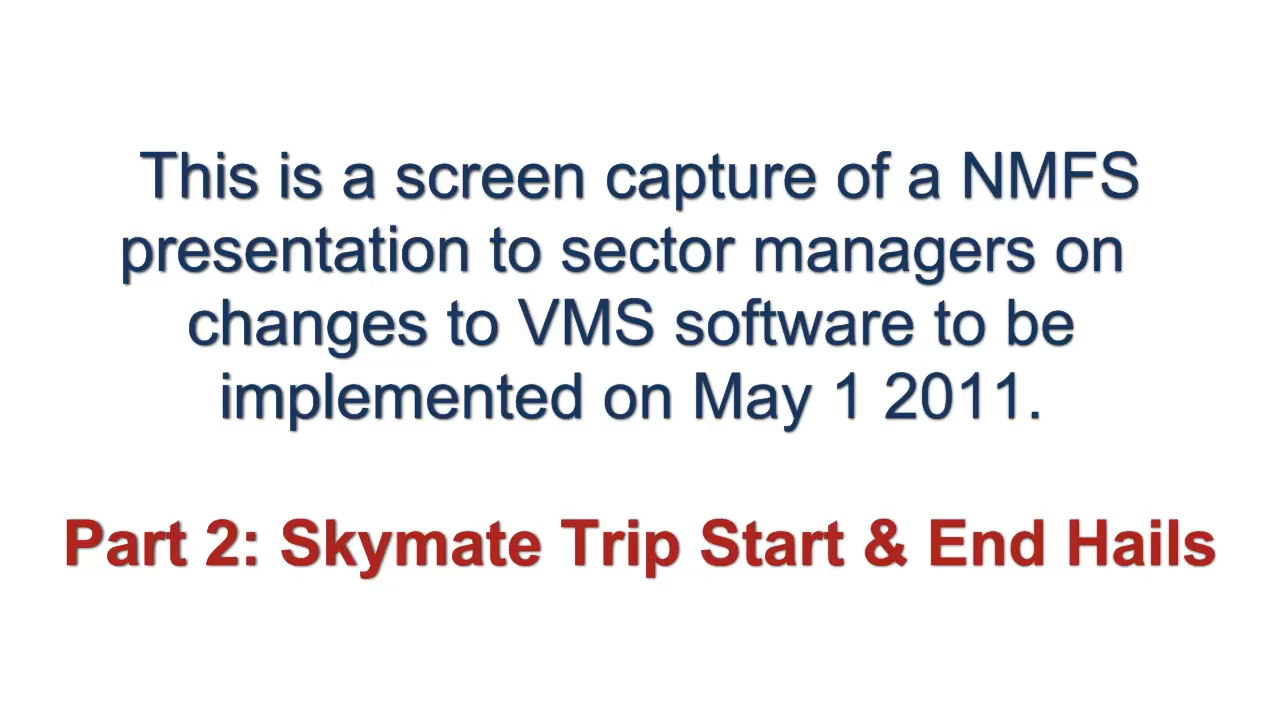 This is a screen capture of a NMFS
presentation to sector managers on
changes to VMS software to be
implemented on May 1 2011.
Part 2: Skymate Trip Start & End Hails